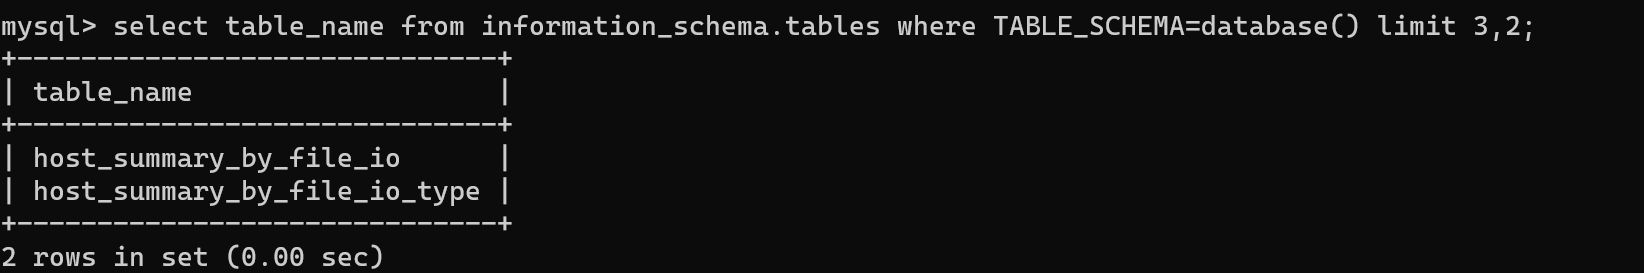 mysql> select table_name from information_schema.tables where TABLE_SCHEMA=database() limit 3,2;
+------------------------------+
| table_name                   |
+------------------------------+
| host_summary_by_file_io      |
| host_summary_by_file_io_type |
+------------------------------+
2 rows in set (0.00 sec)